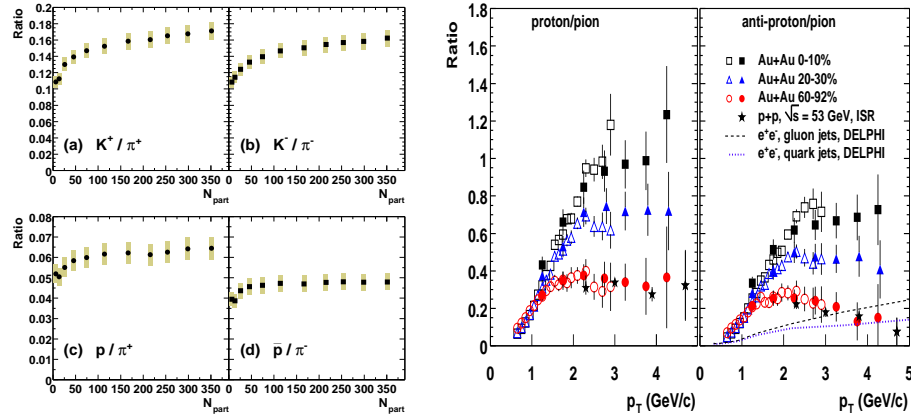 Ratio
0.2
0.18
0.16
0.14
0.12
0.1
0.08
0.06
0.04
0.02
0
(a) K⁺ / π⁺
(b) K⁻ / π⁻
0 50 100 150 200 250 300 350
N_part
50 100 150 200 250 300 350
N_part
Ratio
0.08
0.07
0.06
0.05
0.04
0.03
0.02
0.01
0.00
(c) p / π⁺
(d) p̅ / π⁻
0 50 100 150 200 250 300 350
N_part
0 50 100 150 200 250 300 350
N_part
Ratio
1.8
1.6
1.4
1.2
1
0.8
0.6
0.4
0.2
0
proton/pion
anti-proton/pion
Au+Au 0-10%
Au+Au 20-30%
Au+Au 60-92%
p+p, √s = 53 GeV, ISR
e⁺e⁻, gluon jets, DELPHI
e⁺e⁻, quark jets, DELPHI
0 1 2 3 4
p_T (GeV/c)
0 1 2 3 4 5
p_T (GeV/c)